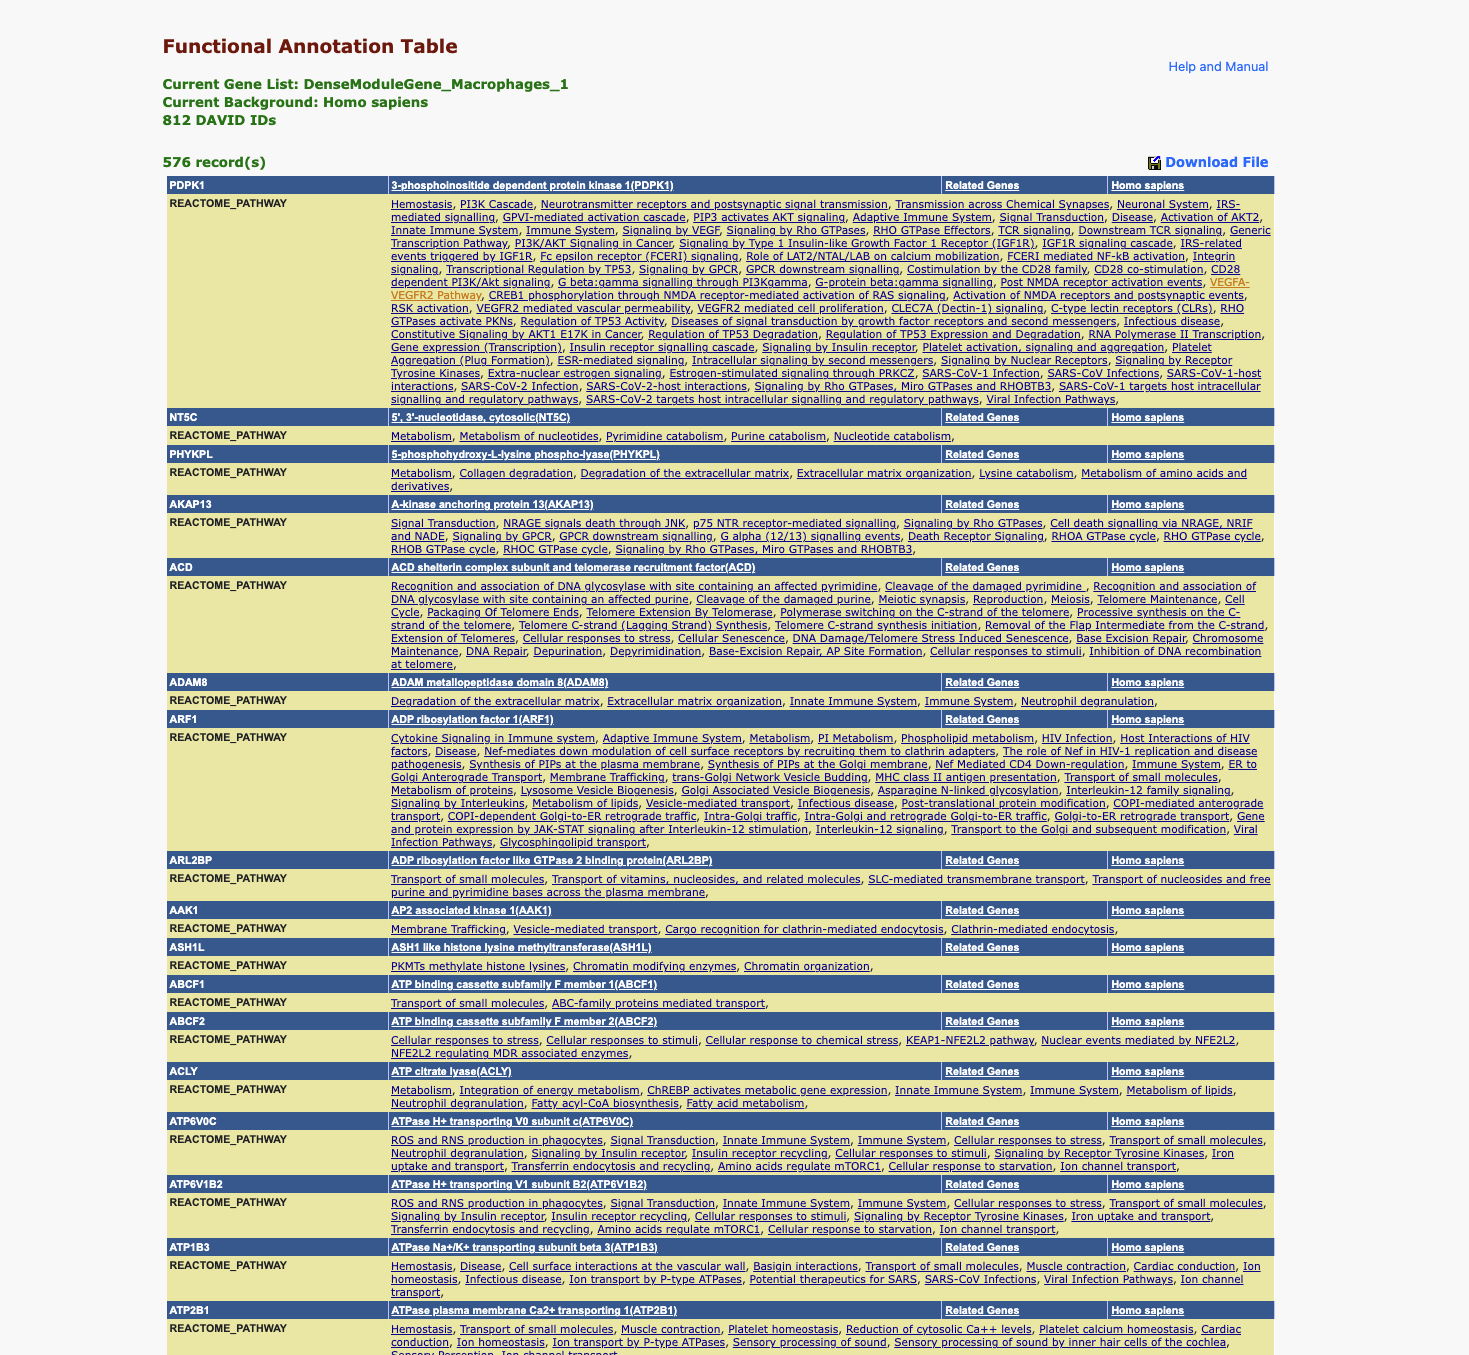 Functional Annotation Table
Help and Manual
Current Gene List: DenseModuleGene_Macrophages_1
Current Background: Homo sapiens
812 DAVID IDs
576 record(s)
Download File
PDPK1 3-phosphoinositide dependent protein kinase 1(PDPK1) Related Genes Homo sapiens
REACTOME_PATHWAY Hemostasis, PI3K Cascade, Neurotransmitter receptors and postsynaptic signal transmission, Transmission across Chemical Synapses, Neuronal System, IRS-
mediated signalling, GPVI-mediated activation cascade, PIP3 activates AKT signaling, Adaptive Immune System, Signal Transduction, Disease, Activation of AKT2,
Innate Immune System, Immune System, Signaling by VEGF, Signaling by Rho GTPases, RHO GTPase Effectors, TCR signaling, Downstream TCR signaling, Generic
Transcription Pathway, PI3K/AKT Signaling in Cancer, Signaling by Type 1 Insulin-like Growth Factor 1 Receptor (IGF1R), IGF1R signaling cascade, IRS-related
events triggered by IGF1R, Fc epsilon receptor (FCERI) signaling, Role of LAT2/NTAL/LAB on calcium mobilization, FCERI mediated NF-kB activation, Integrin
signaling, Transcriptional Regulation by TP53, Signaling by GPCR, GPCR downstream signalling, Costimulation by the CD28 family, CD28 co-stimulation, CD28
dependent PI3K/Akt signaling, G beta:gamma signalling through PI3Kgamma, G-protein beta:gamma signalling, Post NMDA receptor activation events, VEGFA-
VEGFR2 Pathway, CREB1 phosphorylation through NMDA receptor-mediated activation of RAS signaling, Activation of NMDA receptors and postsynaptic events,
RSK activation, VEGFR2 mediated vascular permeability, VEGFR2 mediated cell proliferation, CLEC7A (Dectin-1) signaling, C-type lectin receptors (CLRs), RHO
GTPases activate PKNs, Regulation of TP53 Activity, Diseases of signal transduction by growth factor receptors and second messengers, Infectious disease,
Constitutive Signaling by AKT1 E17K in Cancer, Regulation of TP53 Degradation, Regulation of TP53 Expression and Degradation, RNA Polymerase II Transcription,
Gene expression (Transcription), Insulin receptor signalling cascade, Signaling by Insulin receptor, Platelet activation, signaling and aggregation, Platelet
Aggregation (Plug Formation), ESR-mediated signaling, Intracellular signaling by second messengers, Signaling by Nuclear Receptors, Signaling by Receptor
Tyrosine Kinases, Extra-nuclear estrogen signaling, Estrogen-stimulated signaling through PRKCZ, SARS-CoV-1 Infection, SARS-CoV Infections, SARS-CoV-1-host
interactions, SARS-CoV-2 Infection, SARS-CoV-2-host interactions, Signaling by Rho GTPases, Miro GTPases and RHOBTB3, SARS-CoV-1 targets host intracellular
signalling and regulatory pathways, SARS-CoV-2 targets host intracellular signalling and regulatory pathways, Viral Infection Pathways,
NT5C 5', 3'-nucleotidase, cytosolic(NT5C) Related Genes Homo sapiens
REACTOME_PATHWAY Metabolism, Metabolism of nucleotides, Pyrimidine catabolism, Purine catabolism, Nucleotide catabolism,
PHYKPL 5-phosphohydroxy-L-lysine phospho-lyase(PHYKPL) Related Genes Homo sapiens
REACTOME_PATHWAY Metabolism, Collagen degradation, Degradation of the extracellular matrix, Extracellular matrix organization, Lysine catabolism, Metabolism of amino acids and
derivatives,
AKAP13 A-kinase anchoring protein 13(AKAP13) Related Genes Homo sapiens
REACTOME_PATHWAY Signal Transduction, NRAGE signals death through JNK, p75 NTR receptor-mediated signalling, Signaling by Rho GTPases, Cell death signalling via NRAGE, NRIF
and NADE, Signaling by GPCR, GPCR downstream signalling, G alpha (12/13) signalling events, Death Receptor Signaling, RHOA GTPase cycle, RHO GTPase cycle,
RHOB GTPase cycle, RHOC GTPase cycle, Signaling by Rho GTPases, Miro GTPases and RHOBTB3,
ACD ACD shelterin complex subunit and telomerase recruitment factor(ACD) Related Genes Homo sapiens
REACTOME_PATHWAY Recognition and association of DNA glycosylase with site containing an affected pyrimidine, Cleavage of the damaged pyrimidine , Recognition and association of
DNA glycosylase with site containing an affected purine, Cleavage of the damaged purine, Meiotic synapsis, Reproduction, Meiosis, Telomere Maintenance, Cell
Cycle, Packaging Of Telomere Ends, Telomere Extension By Telomerase, Polymerase switching on the C-strand of the telomere, Processive synthesis on the C-
strand of the telomere, Telomere C-strand (Lagging Strand) Synthesis, Telomere C-strand synthesis initiation, Removal of the Flap Intermediate from the C-strand,
Extension of Telomeres, Cellular responses to stress, Cellular Senescence, DNA Damage/Telomere Stress Induced Senescence, Base Excision Repair, Chromosome
Maintenance, DNA Repair, Depurination, Depyrimidination, Base-Excision Repair, AP Site Formation, Cellular responses to stimuli, Inhibition of DNA recombination
at telomere,
ADAM8 ADAM metallopeptidase domain 8(ADAM8) Related Genes Homo sapiens
REACTOME_PATHWAY Degradation of the extracellular matrix, Extracellular matrix organization, Innate Immune System, Immune System, Neutrophil degranulation,
ARF1 ADP ribosylation factor 1(ARF1) Related Genes Homo sapiens
REACTOME_PATHWAY Cytokine Signaling in Immune system, Adaptive Immune System, Metabolism, PI Metabolism, Phospholipid metabolism, HIV Infection, Host Interactions of HIV
factors, Disease, Nef-mediates down modulation of cell surface receptors by recruiting them to clathrin adapters, The role of Nef in HIV-1 replication and disease
pathogenesis, Synthesis of PIPs at the plasma membrane, Synthesis of PIPs at the Golgi membrane, Nef Mediated CD4 Down-regulation, Immune System, ER to
Golgi Anterograde Transport, Membrane Trafficking, trans-Golgi Network Vesicle Budding, MHC class II antigen presentation, Transport of small molecules,
Metabolism of proteins, Lysosome Vesicle Biogenesis, Golgi Associated Vesicle Biogenesis, Asparagine N-linked glycosylation, Interleukin-12 family signaling,
Signaling by Interleukins, Metabolism of lipids, Vesicle-mediated transport, Infectious disease, Post-translational protein modification, COPI-mediated anterograde
transport, COPI-dependent Golgi-to-ER retrograde traffic, Intra-Golgi traffic, Intra-Golgi and retrograde Golgi-to-ER traffic, Golgi-to-ER retrograde transport, Gene
and protein expression by JAK-STAT signaling after Interleukin-12 stimulation, Interleukin-12 signaling, Transport to the Golgi and subsequent modification, Viral
Infection Pathways, Glycosphingolipid transport,
ARL2BP ADP ribosylation factor like GTPase 2 binding protein(ARL2BP) Related Genes Homo sapiens
REACTOME_PATHWAY Transport of small molecules, Transport of vitamins, nucleosides, and related molecules, SLC-mediated transmembrane transport, Transport of nucleosides and free
purine and pyrimidine bases across the plasma membrane,
AAK1 AP2 associated kinase 1(AAK1) Related Genes Homo sapiens
REACTOME_PATHWAY Membrane Trafficking, Vesicle-mediated transport, Cargo recognition for clathrin-mediated endocytosis, Clathrin-mediated endocytosis,
ASH1L ASH1 like histone lysine methyltransferase(ASH1L) Related Genes Homo sapiens
REACTOME_PATHWAY PKMTs methylate histone lysines, Chromatin modifying enzymes, Chromatin organization,
ABCF1 ATP binding cassette subfamily F member 1(ABCF1) Related Genes Homo sapiens
REACTOME_PATHWAY Transport of small molecules, ABC-family proteins mediated transport,
ABCF2 ATP binding cassette subfamily F member 2(ABCF2) Related Genes Homo sapiens
REACTOME_PATHWAY Cellular responses to stress, Cellular responses to stimuli, Cellular response to chemical stress, KEAP1-NFE2L2 pathway, Nuclear events mediated by NFE2L2,
NFE2L2 regulating MDR associated enzymes,
ACLY ATP citrate lyase(ACLY) Related Genes Homo sapiens
REACTOME_PATHWAY Metabolism, Integration of energy metabolism, ChREBP activates metabolic gene expression, Innate Immune System, Immune System, Metabolism of lipids,
Neutrophil degranulation, Fatty acyl-CoA biosynthesis, Fatty acid metabolism,
ATP6V0C ATPase H+ transporting V0 subunit c(ATP6V0C) Related Genes Homo sapiens
REACTOME_PATHWAY ROS and RNS production in phagocytes, Signal Transduction, Innate Immune System, Immune System, Cellular responses to stress, Transport of small molecules,
Neutrophil degranulation, Signaling by Insulin receptor, Insulin receptor recycling, Cellular responses to stimuli, Signaling by Receptor Tyrosine Kinases, Iron
uptake and transport, Transferrin endocytosis and recycling, Amino acids regulate mTORC1, Cellular response to starvation, Ion channel transport,
ATP6V1B2 ATPase H+ transporting V1 subunit B2(ATP6V1B2) Related Genes Homo sapiens
REACTOME_PATHWAY ROS and RNS production in phagocytes, Signal Transduction, Innate Immune System, Immune System, Cellular responses to stress, Transport of small molecules,
Signaling by Insulin receptor, Insulin receptor recycling, Cellular responses to stimuli, Signaling by Receptor Tyrosine Kinases, Iron uptake and transport,
Transferrin endocytosis and recycling, Amino acids regulate mTORC1, Cellular response to starvation, Ion channel transport,
ATP1B3 ATPase Na+/K+ transporting subunit beta 3(ATP1B3) Related Genes Homo sapiens
REACTOME_PATHWAY Hemostasis, Disease, Cell surface interactions at the vascular wall, Basigin interactions, Transport of small molecules, Muscle contraction, Cardiac conduction, Ion
homeostasis, Infectious disease, Ion transport by P-type ATPases, Potential therapeutics for SARS, SARS-CoV Infections, Viral Infection Pathways, Ion channel
transport,
ATP2B1 ATPase plasma membrane Ca2+ transporting 1(ATP2B1) Related Genes Homo sapiens
REACTOME_PATHWAY Hemostasis, Transport of small molecules, Muscle contraction, Platelet homeostasis, Reduction of cytosolic Ca++ levels, Platelet calcium homeostasis, Cardiac
conduction, Ion homeostasis, Ion transport by P-type ATPases, Sensory processing of sound, Sensory processing of sound by inner hair cells of the cochlea,
Sensory Perception, Ion channel transport,